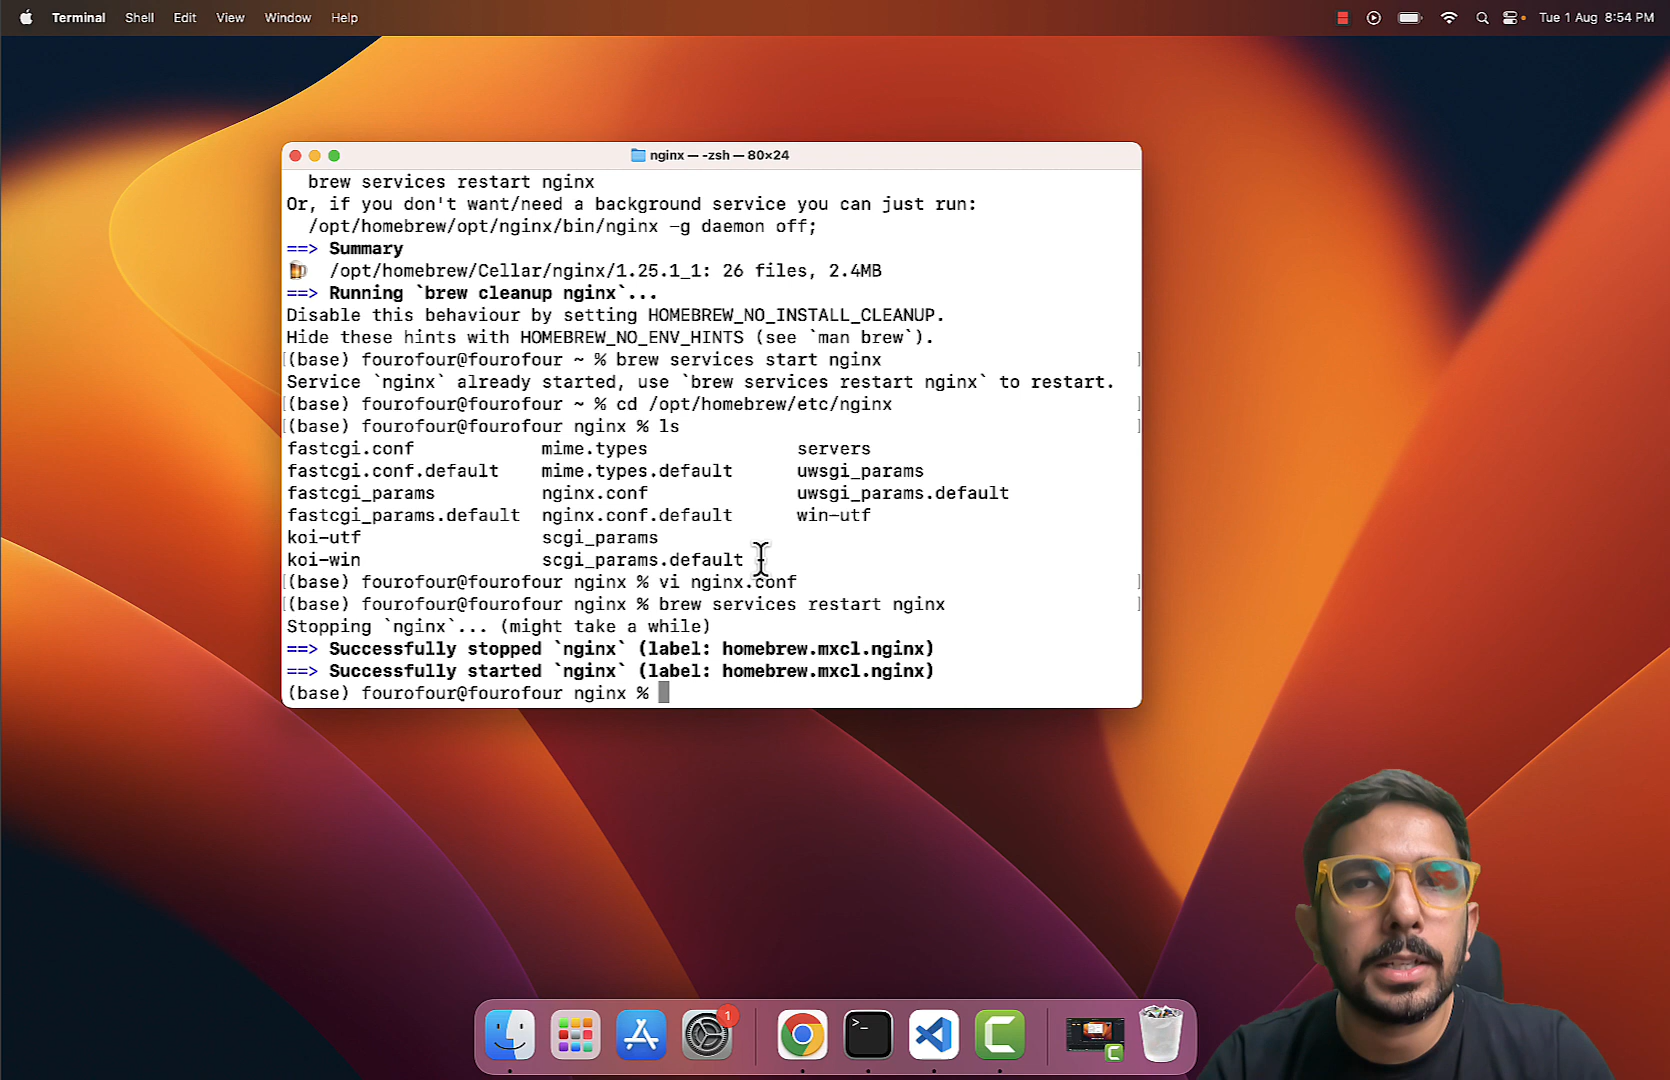 Terminal Shell Edit View Window Help Tue 1 Aug 8:54 PM
nginx — -zsh — 80×24
brew services restart nginx
Or, if you don't want/need a background service you can just run:
/opt/homebrew/opt/nginx/bin/nginx -g daemon off;
==> Summary
/opt/homebrew/Cellar/nginx/1.25.1_1: 26 files, 2.4MB
==> Running `brew cleanup nginx`...
Disable this behaviour by setting HOMEBREW_NO_INSTALL_CLEANUP.
Hide these hints with HOMEBREW_NO_ENV_HINTS (see `man brew`).
[(base) fourofour@fourofour ~ % brew services start nginx ]
Service `nginx` already started, use `brew services restart nginx` to restart.
[(base) fourofour@fourofour ~ % cd /opt/homebrew/etc/nginx ]
[(base) fourofour@fourofour nginx % ls ]
fastcgi.conf mime.types servers
fastcgi.conf.default mime.types.default uwsgi_params
fastcgi_params nginx.conf uwsgi_params.default
fastcgi_params.default nginx.conf.default win-utf
koi-utf scgi_params
koi-win scgi_params.default
[(base) fourofour@fourofour nginx % vi nginx.conf ]
[(base) fourofour@fourofour nginx % brew services restart nginx ]
Stopping `nginx`... (might take a while)
==> Successfully stopped `nginx` (label: homebrew.mxcl.nginx)
==> Successfully started `nginx` (label: homebrew.mxcl.nginx)
(base) fourofour@fourofour nginx %
1
>_